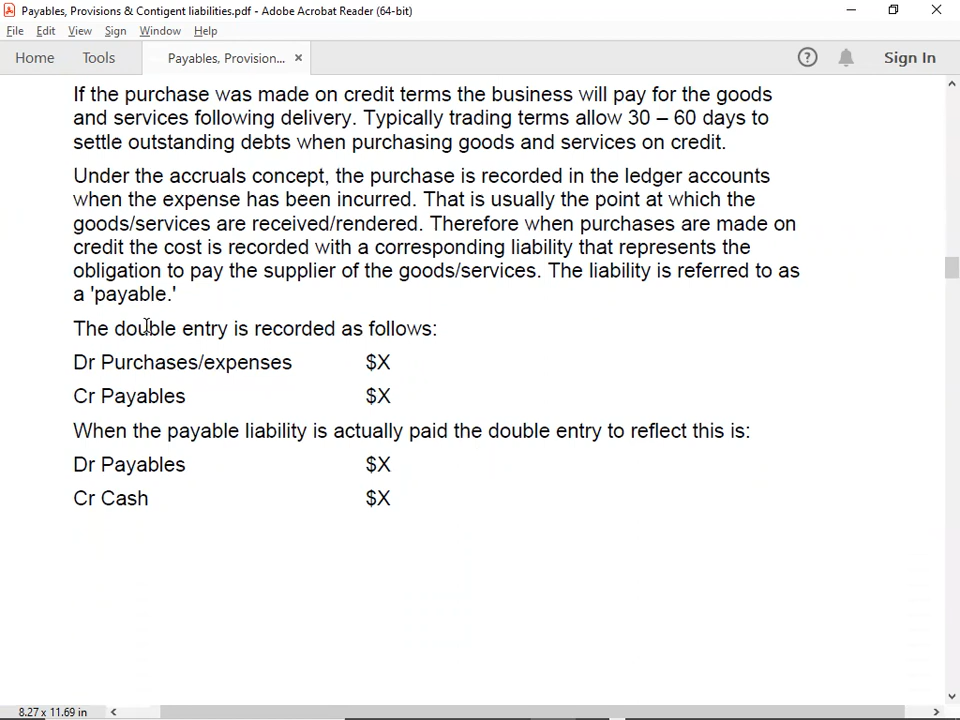 Payables, Provisions & Contigent liabilities.pdf - Adobe Acrobat Reader (64-bit)
File Edit View Sign Window Help
Home Tools Payables, Provision... × Sign In
If the purchase was made on credit terms the business will pay for the goods
and services following delivery. Typically trading terms allow 30 – 60 days to
settle outstanding debts when purchasing goods and services on credit.
Under the accruals concept, the purchase is recorded in the ledger accounts
when the expense has been incurred. That is usually the point at which the
goods/services are received/rendered. Therefore when purchases are made on
credit the cost is recorded with a corresponding liability that represents the
obligation to pay the supplier of the goods/services. The liability is referred to as
a 'payable.'
The double entry is recorded as follows:
Dr Purchases/expenses $X
Cr Payables $X
When the payable liability is actually paid the double entry to reflect this is:
Dr Payables $X
Cr Cash $X
8.27 x 11.69 in